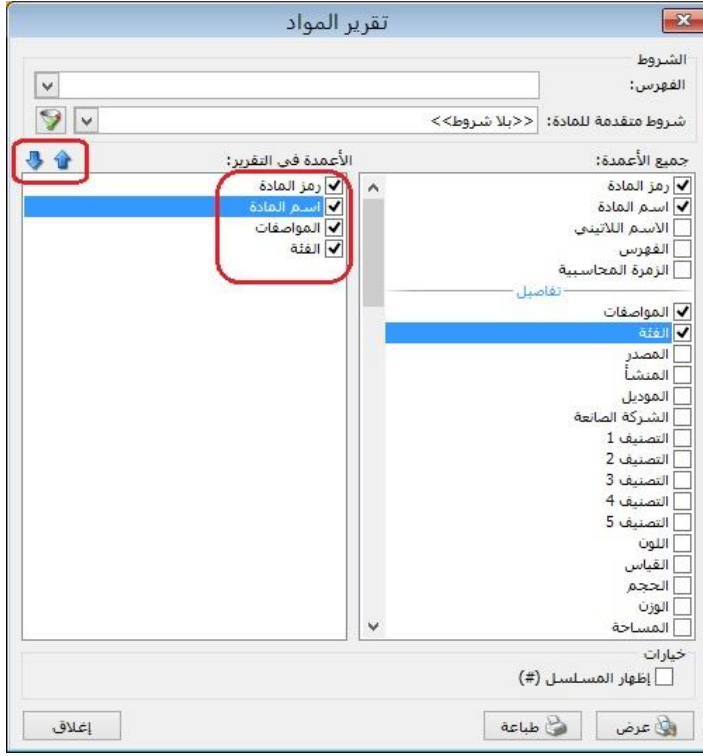 تقرير المواد
الشروط
الفهرس:
شروط متقدمة للمادة: <<بلا شروط>>
جميع الأعمدة:
رمز المادة
اسم المادة
الاسم اللاتيني
الفهرس
الزمرة المحاسبية
تفاصيل
المواصفات
الفئة
المصدر
المنشأ
الموديل
الشركة الصانعة
التصنيف 1
التصنيف 2
التصنيف 3
التصنيف 4
التصنيف 5
اللون
القياس
الحجم
الوزن
المساحة
الأعمدة في التقرير:
رمز المادة
اسم المادة
المواصفات
الفئة
خيارات
إظهار المسلسل (#)
عرض
طباعة
إغلاق